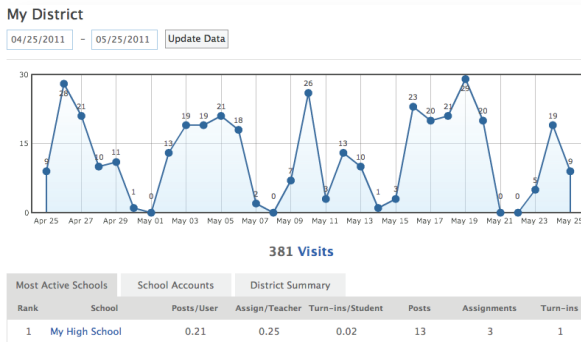 My District
04/25/2011 - 05/25/2011 Update Data
30
15
0
9 28 21 10 11 1 0 13 19 19 21 18 2 0 7 26 3 13 10 1 3 23 20 21 29 20 0 0 5 19 9
Apr 25 Apr 27 Apr 29 May 01 May 03 May 05 May 07 May 09 May 11 May 13 May 15 May 17 May 19 May 21 May 23 May 25
381 Visits
Most Active Schools School Accounts District Summary
Rank School Posts/User Assign/Teacher Turn-ins/Student Posts Assignments Turn-ins
1 My High School 0.21 0.25 0.02 13 3 1